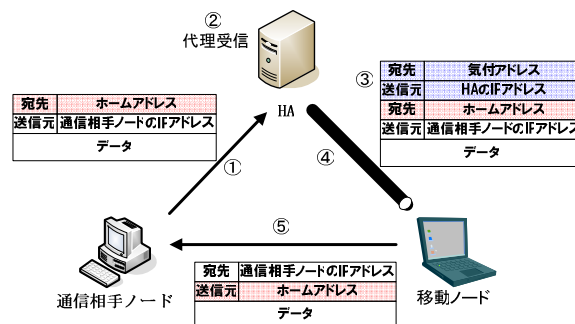 ②
代理受信
HA
宛先 ホームアドレス
送信元 通信相手ノードのIFアドレス
データ
①
③
宛先 気付アドレス
送信元 HAのIFアドレス
宛先 ホームアドレス
送信元 通信相手ノードのIFアドレス
データ
④
⑤
通信相手ノード
宛先 通信相手ノードのIFアドレス
送信元 ホームアドレス
データ
移動ノード